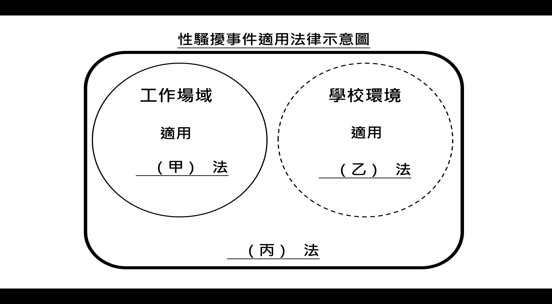 性騷擾事件適用法律示意圖
工作場域
適用
（甲） 法
學校環境
適用
（乙） 法
（丙） 法